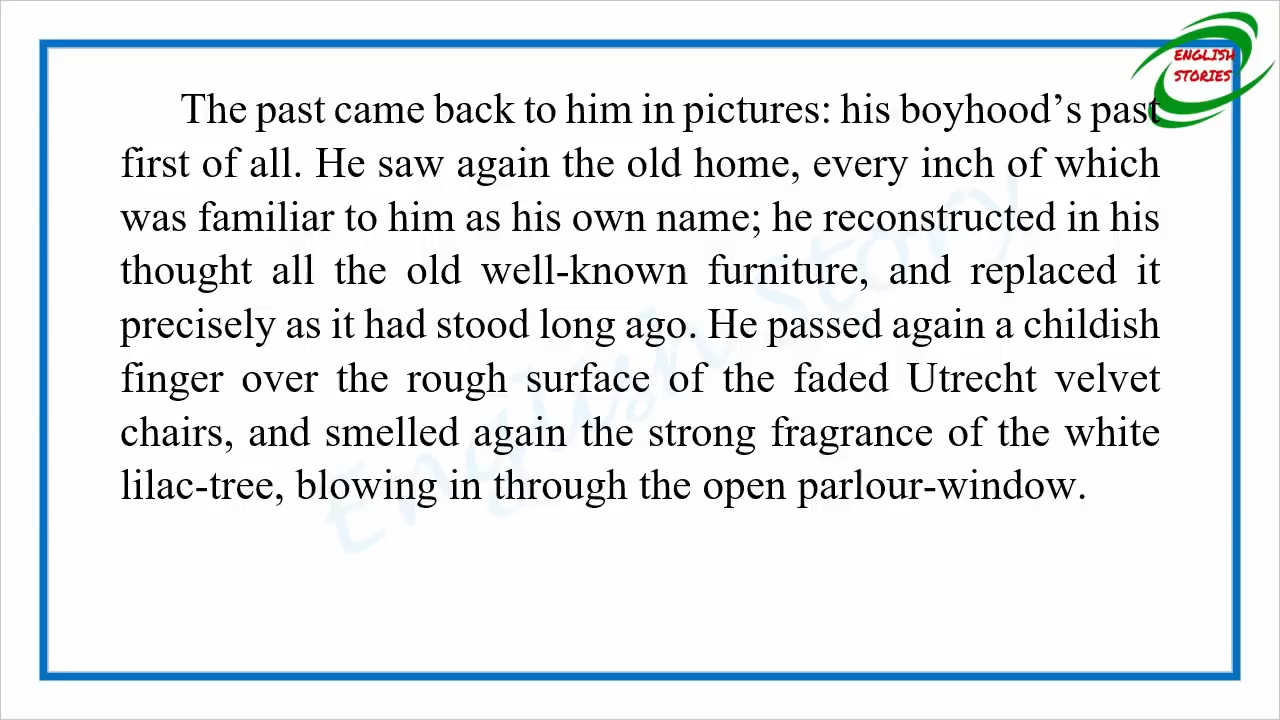 ENGLISH
STORIES
The past came back to him in pictures: his boyhood’s past
first of all. He saw again the old home, every inch of which
was familiar to him as his own name; he reconstructed in his
thought all the old well-known furniture, and replaced it
precisely as it had stood long ago. He passed again a childish
finger over the rough surface of the faded Utrecht velvet
chairs, and smelled again the strong fragrance of the white
lilac-tree, blowing in through the open parlour-window.
English Story